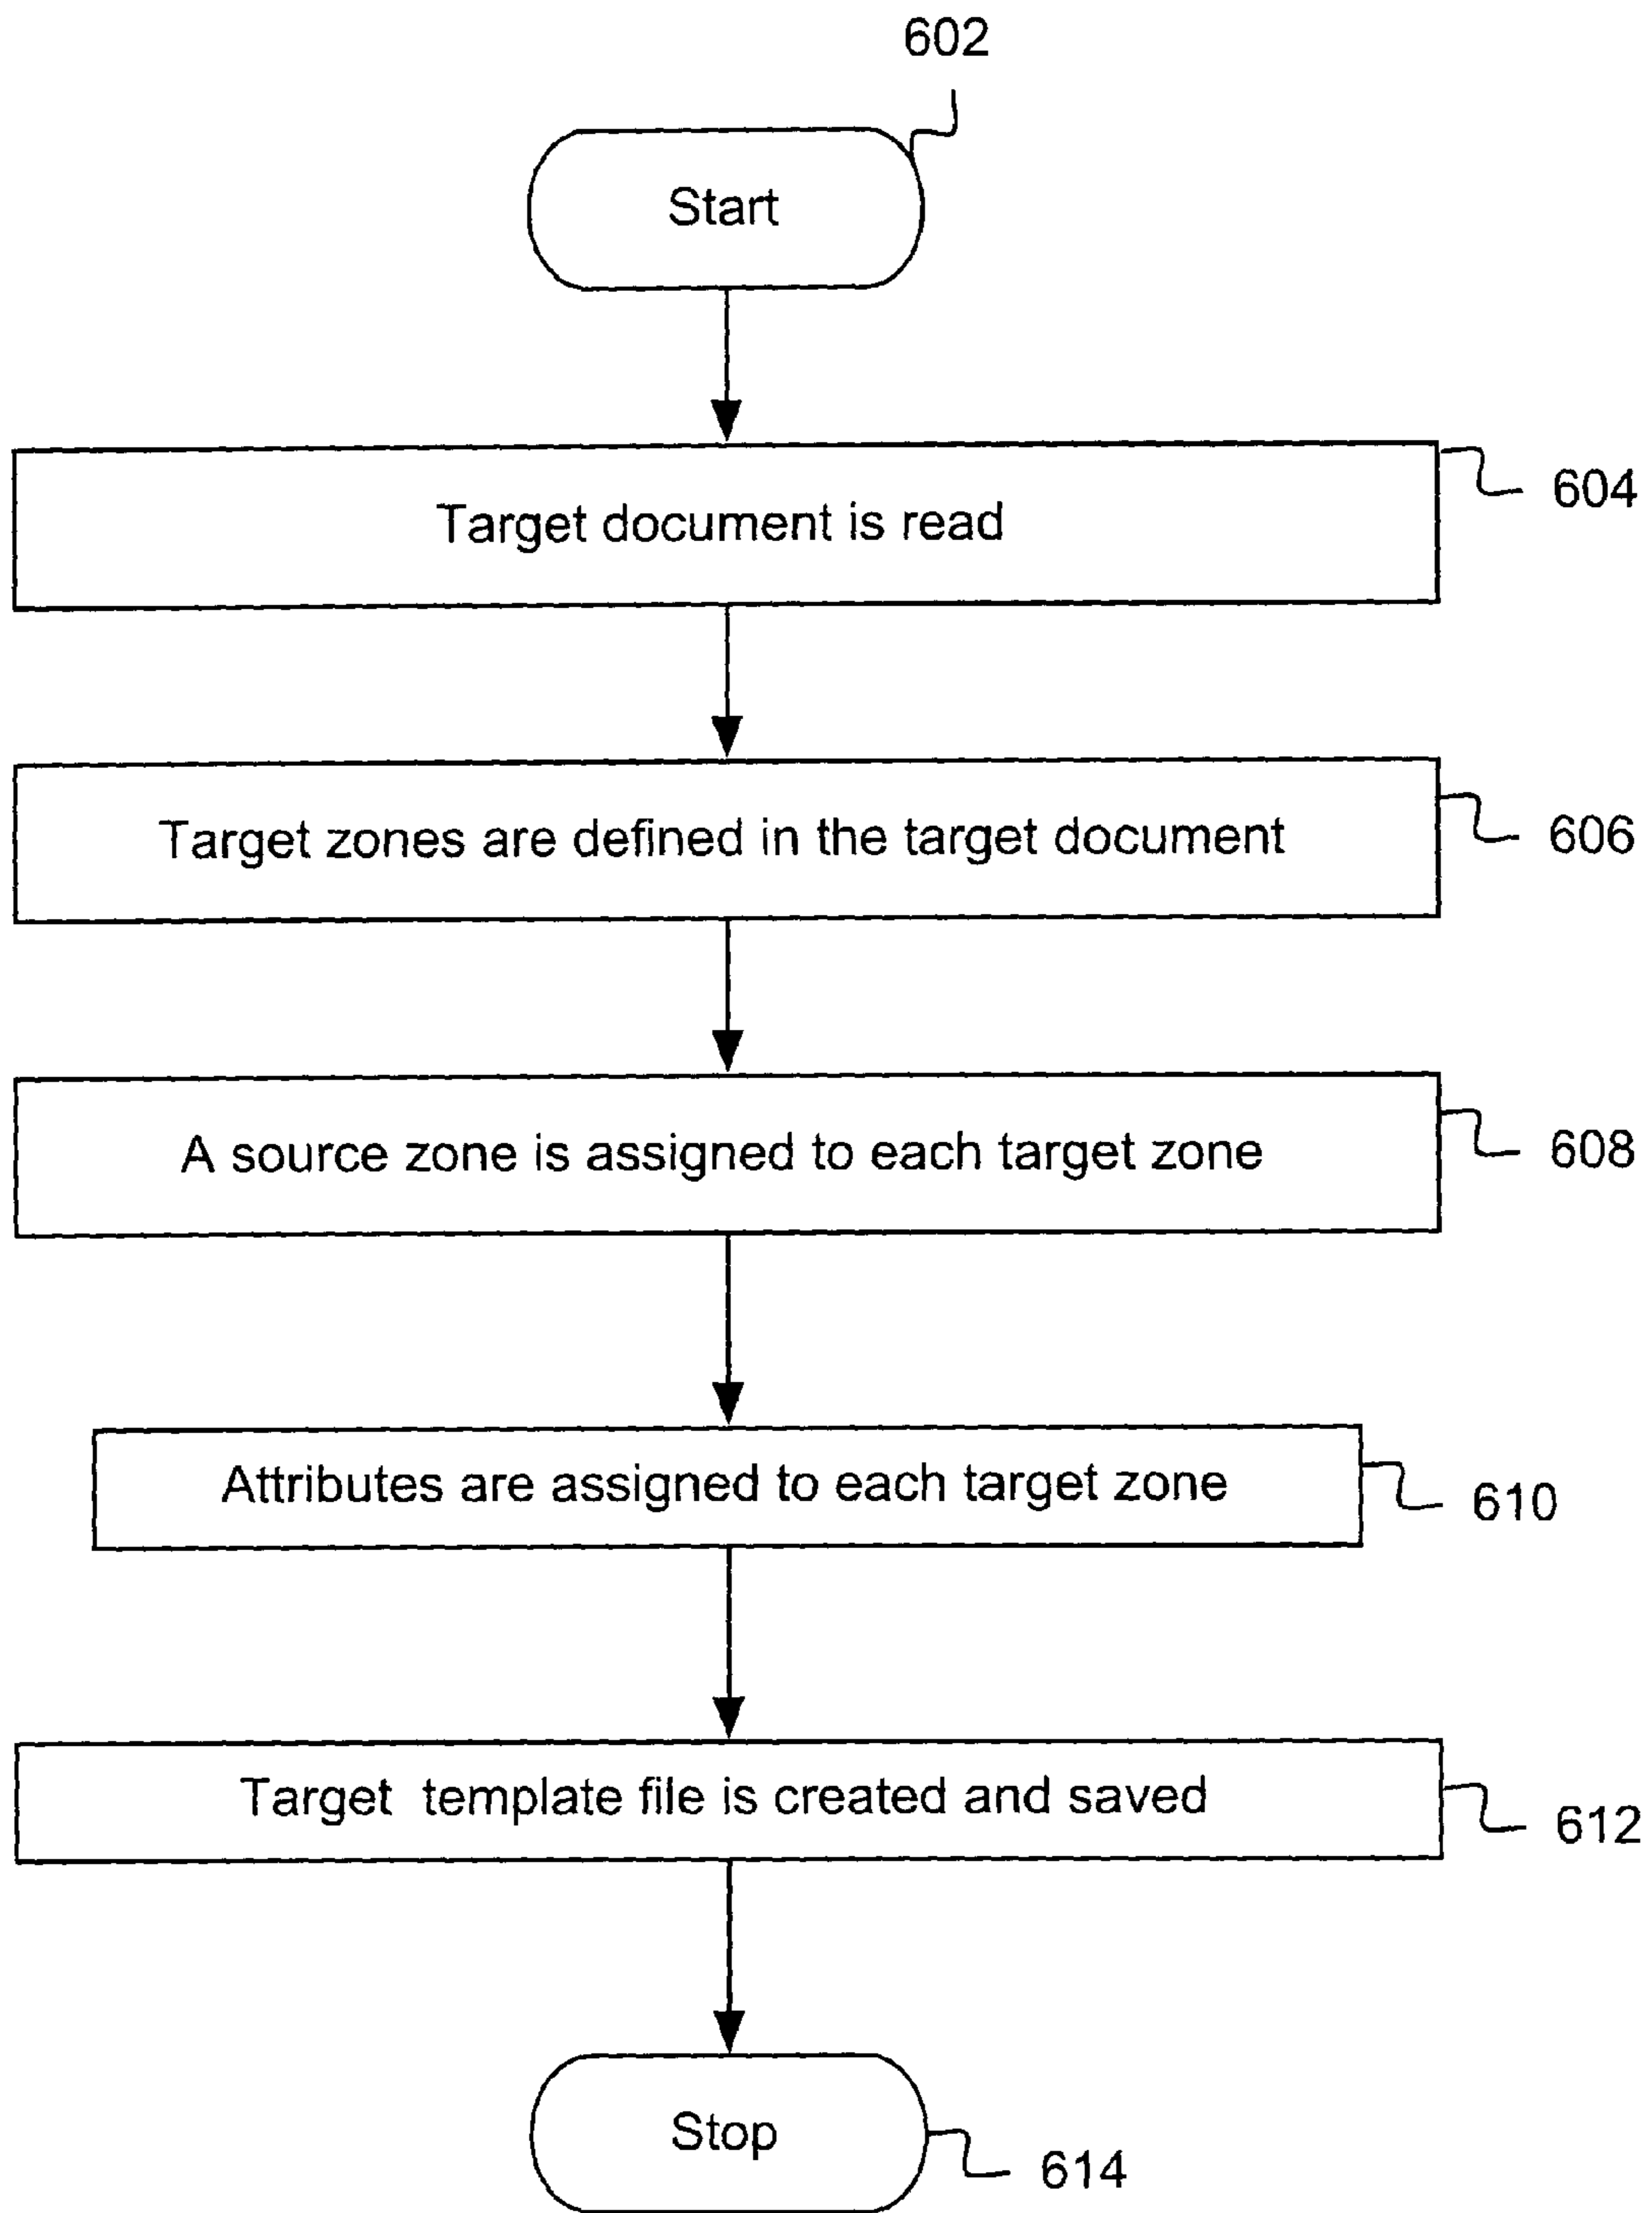 602
Start
604
Target document is read
606
Target zones are defined in the target document
608
A source zone is assigned to each target zone
Attributes are assigned to each target zone
610
Target template file is created and saved
612
Stop
614